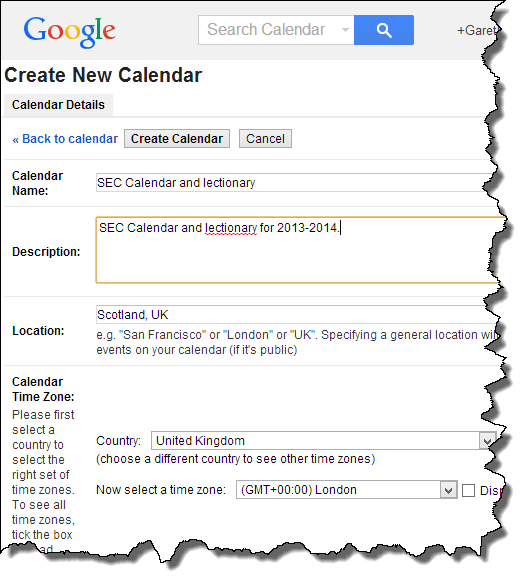 Google
Search Calendar
+Garet
Create New Calendar
Calendar Details
« Back to calendar
Create Calendar
Cancel
Calendar
Name:
SEC Calendar and lectionary
Description:
SEC Calendar and lectionary for 2013-2014.
Location:
Scotland, UK
e.g. "San Francisco" or "London" or "UK". Specifying a general location wil
events on your calendar (if it's public)
Calendar
Time Zone:
Please first
select a
country to
select the
right set of
time zones.
To see all
time zones,
tick the box
Country:
United Kingdom
(choose a different country to see other time zones)
Now select a time zone:
(GMT+00:00) London